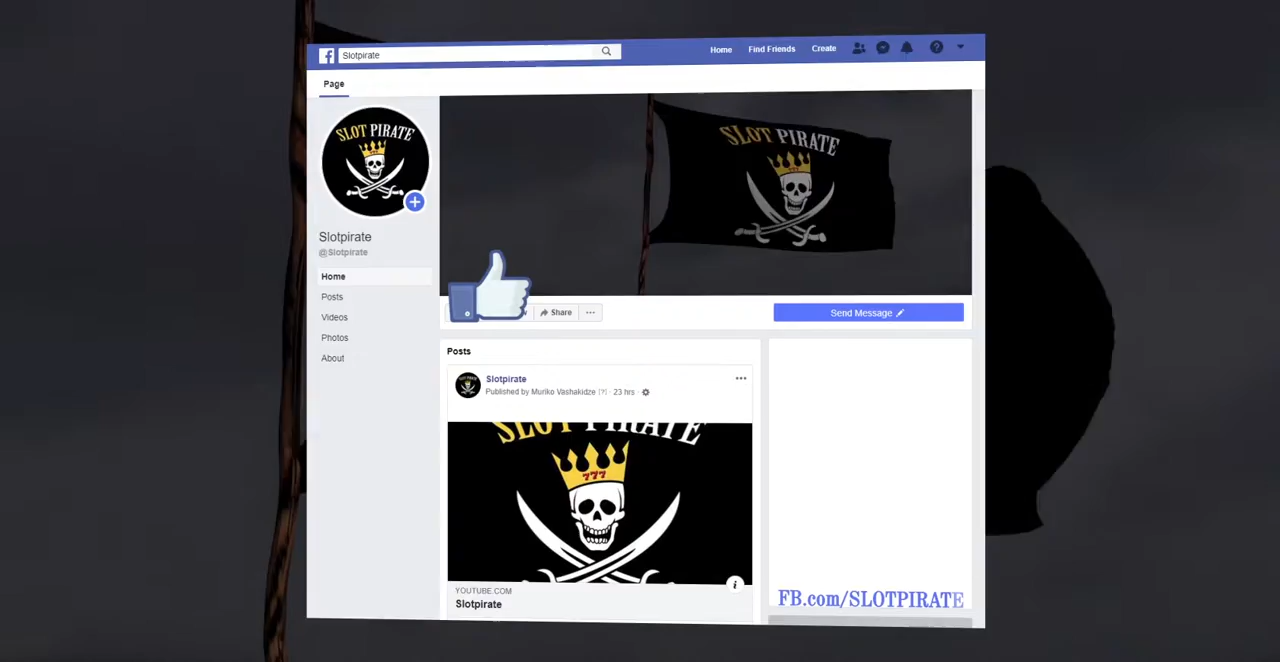 Slotpirate
Home
Find Friends
Create
Page
SLOT PIRATE
SLOT PIRATE
777
Slotpirate
@Slotpirate
Home
Posts
Videos
Photos
About
Share
Send Message
Posts
Slotpirate
Published by Muriko Vashakidze [?] · 23 hrs ·
SLOT PIRATE
777
YOUTUBE.COM
Slotpirate
FB.com/SLOTPIRATE